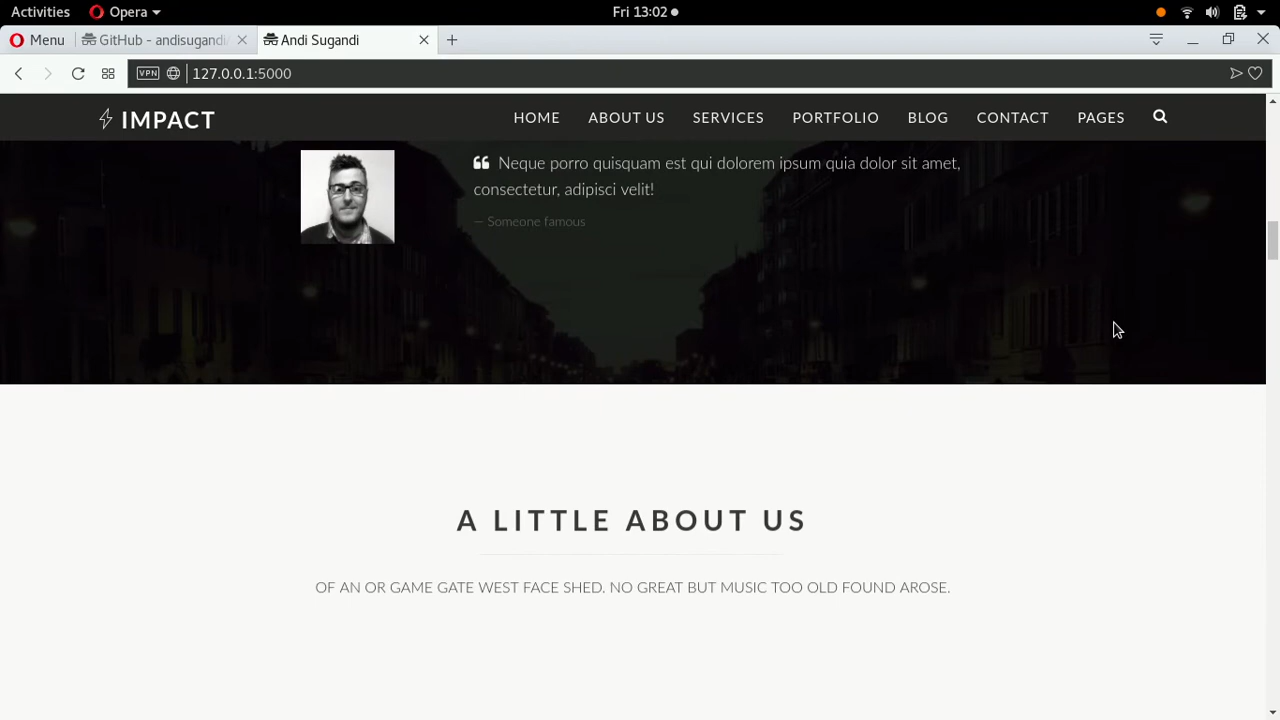 Activities Opera Fri 13:02
Menu GitHub - andisugandi Andi Sugandi
VPN 127.0.0.1:5000
IMPACT HOME ABOUT US SERVICES PORTFOLIO BLOG CONTACT PAGES
“ Neque porro quisquam est qui dolorem ipsum quia dolor sit amet,
consectetur, adipisci velit!
— Someone famous
A LITTLE ABOUT US
OF AN OR GAME GATE WEST FACE SHED. NO GREAT BUT MUSIC TOO OLD FOUND AROSE.